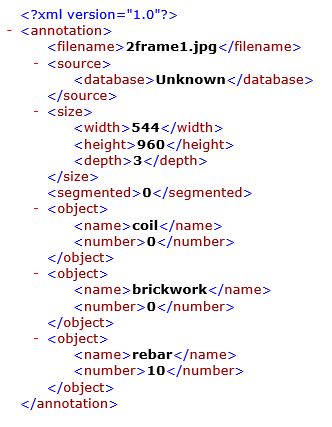 <?xml version="1.0"?>
- <annotation>
<filename>2frame1.jpg</filename>
- <source>
<database>Unknown</database>
</source>
- <size>
<width>544</width>
<height>960</height>
<depth>3</depth>
</size>
<segmented>0</segmented>
- <object>
<name>coil</name>
<number>0</number>
</object>
- <object>
<name>brickwork</name>
<number>0</number>
</object>
- <object>
<name>rebar</name>
<number>10</number>
</object>
</annotation>